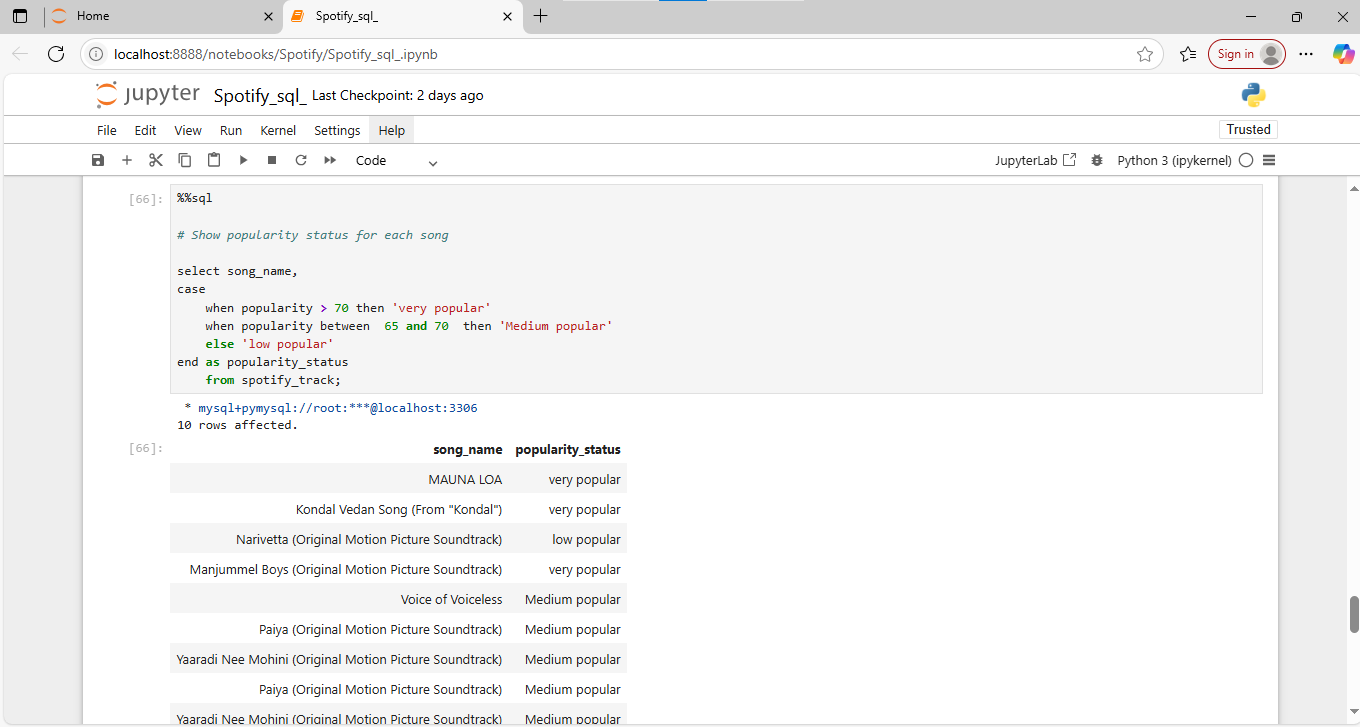 Home
Spotify_sql_
localhost:8888/notebooks/Spotify/Spotify_sql_.ipynb
Sign in
jupyter Spotify_sql_ Last Checkpoint: 2 days ago
File Edit View Run Kernel Settings Help
Trusted
Code
JupyterLab
Python 3 (ipykernel)
[66]:
%%sql
# Show popularity status for each song
select song_name,
case
when popularity > 70 then 'very popular'
when popularity between  65 and 70  then 'Medium popular'
else 'low popular'
end as popularity_status
from spotify_track;
* mysql+pymysql://root:***@localhost:3306
10 rows affected.
[66]:
song_name popularity_status
MAUNA LOA very popular
Kondal Vedan Song (From "Kondal") very popular
Narivetta (Original Motion Picture Soundtrack) low popular
Manjummel Boys (Original Motion Picture Soundtrack) very popular
Voice of Voiceless Medium popular
Paiya (Original Motion Picture Soundtrack) Medium popular
Yaaradi Nee Mohini (Original Motion Picture Soundtrack) Medium popular
Paiya (Original Motion Picture Soundtrack) Medium popular
Yaaradi Nee Mohini (Original Motion Picture Soundtrack) Medium popular